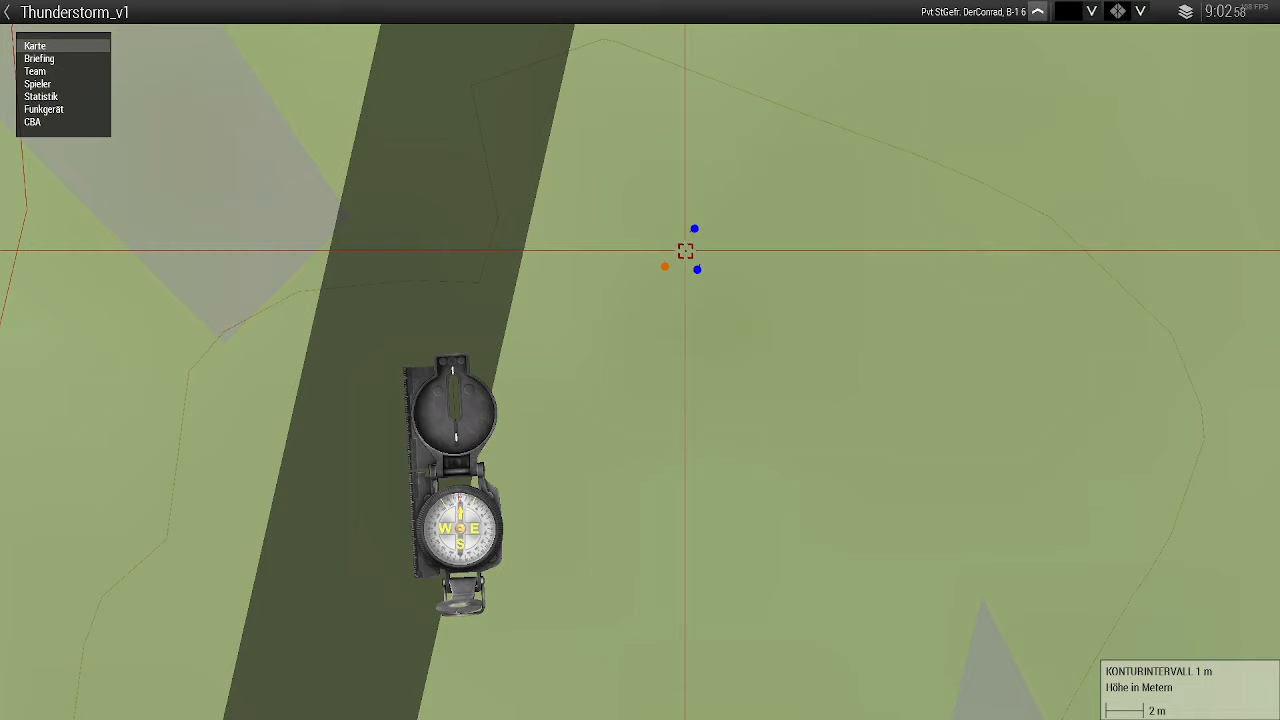 Thunderstorm_v1
Pvt StGefr. DerConrad, B-1 6
9:02 58
Karte
Briefing
Team
Spieler
Statistik
Funkgerät
CBA
W E
S
KONTURINTERVALL 1 m
Höhe in Metern
2 m